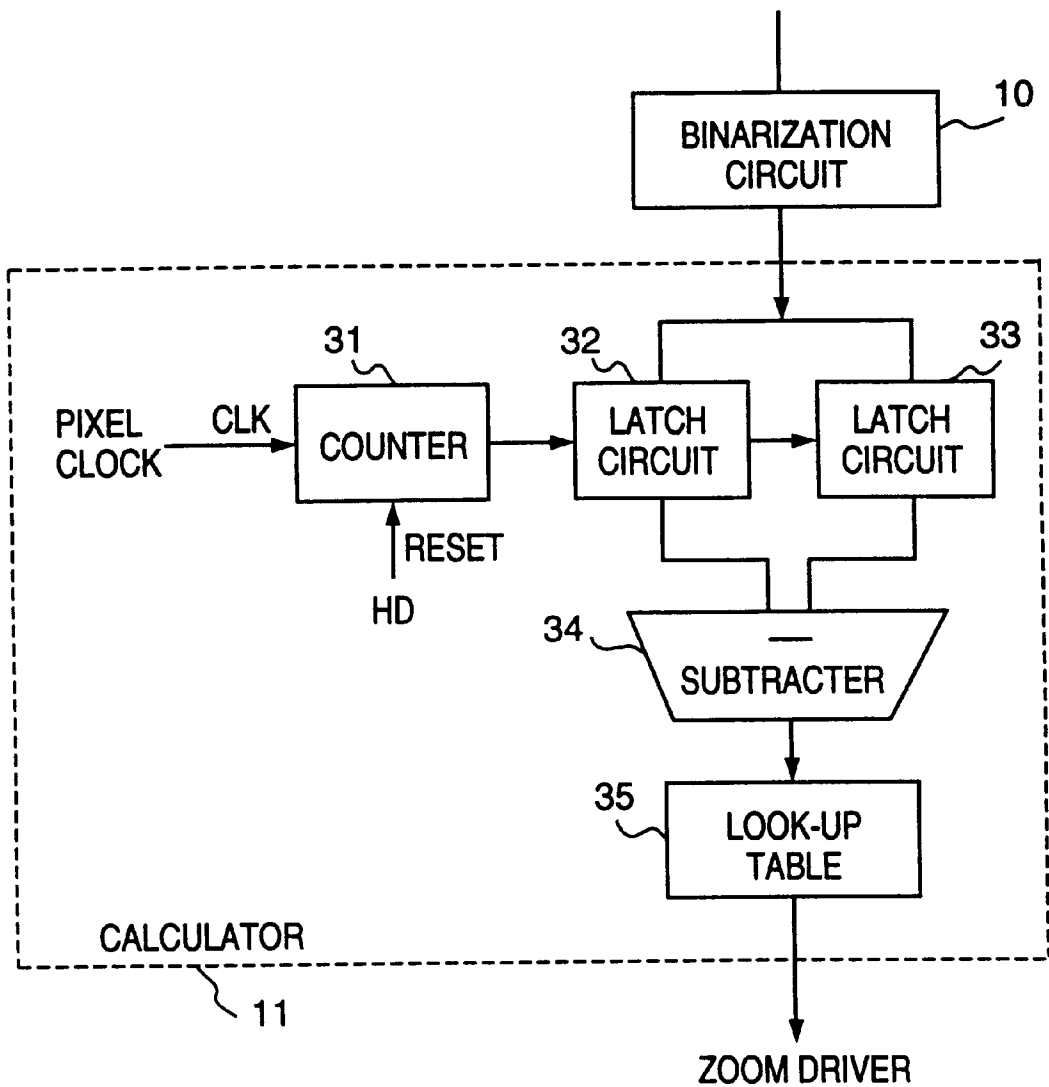 10
BINARIZATION
CIRCUIT
31
32
33
PIXEL
CLOCK
CLK
COUNTER
LATCH
CIRCUIT
LATCH
CIRCUIT
RESET
HD
34
—
SUBTRACTER
35
LOOK-UP
TABLE
CALCULATOR
11
ZOOM DRIVER